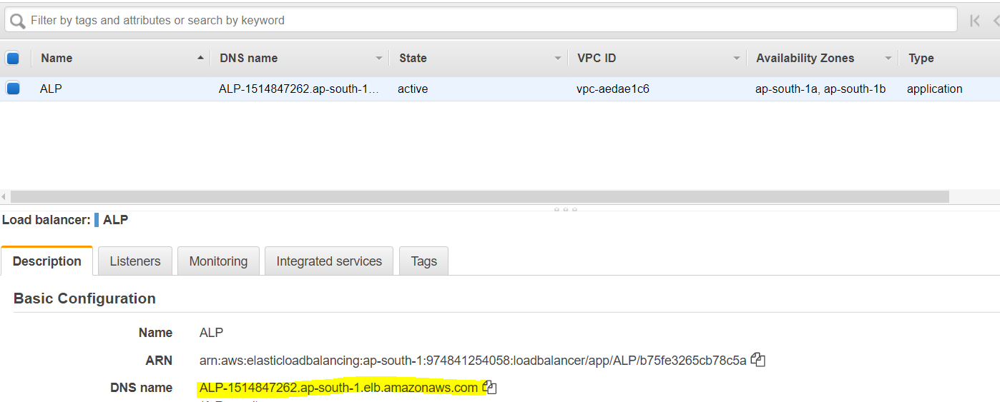 Filter by tags and attributes or search by keyword
Name DNS name State VPC ID Availability Zones Type
ALP ALP-1514847262.ap-south-1... active vpc-aedae1c6 ap-south-1a, ap-south-1b application
Load balancer: ALP
Description Listeners Monitoring Integrated services Tags
Basic Configuration
Name ALP
ARN arn:aws:elasticloadbalancing:ap-south-1:974841254058:loadbalancer/app/ALP/b75fe3265cb78c5a
DNS name ALP-1514847262.ap-south-1.elb.amazonaws.com